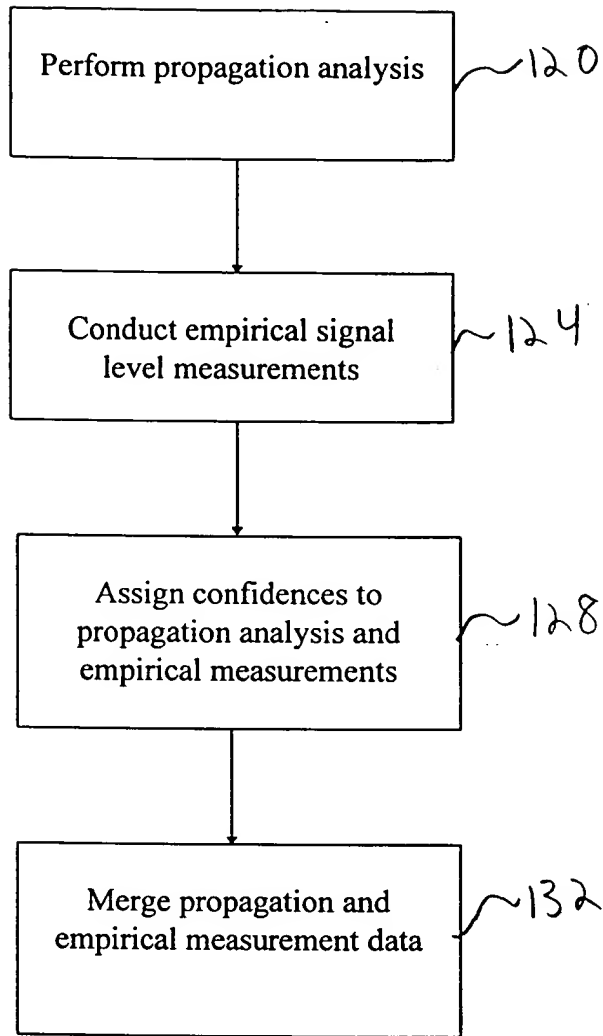 Perform propagation analysis
120
Conduct empirical signal
level measurements
124
Assign confidences to
propagation analysis and
empirical measurements
128
Merge propagation and
empirical measurement data
132